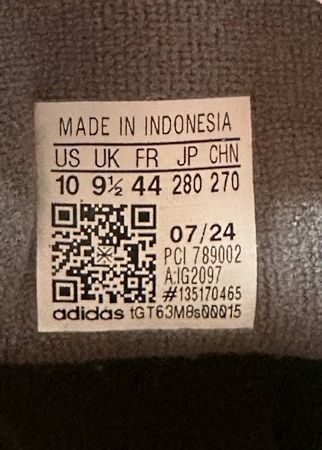 MADE IN INDONESIA
US UK FR JP CHN
10 9½ 44 280 270
07/24
PCI 789002
A:IG2097
#135170465
adidas tGT63M8s00015